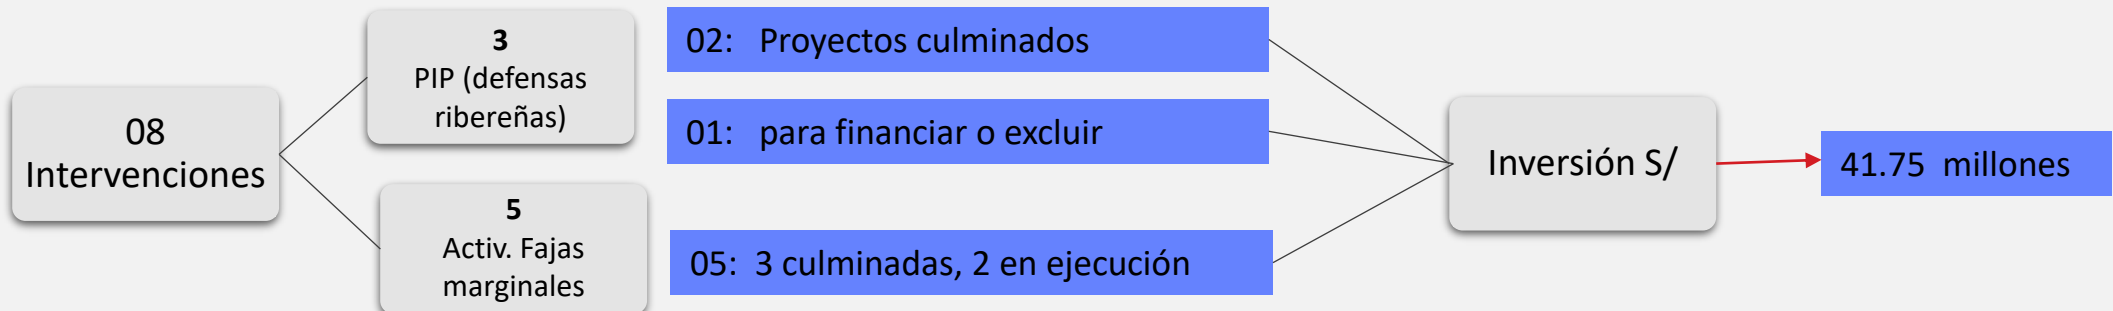 08
Intervenciones
3
PIP (defensas
ribereñas)
5
Activ. Fajas
marginales
02: Proyectos culminados
01: para financiar o excluir
05: 3 culminadas, 2 en ejecución
Inversión S/
41.75 millones